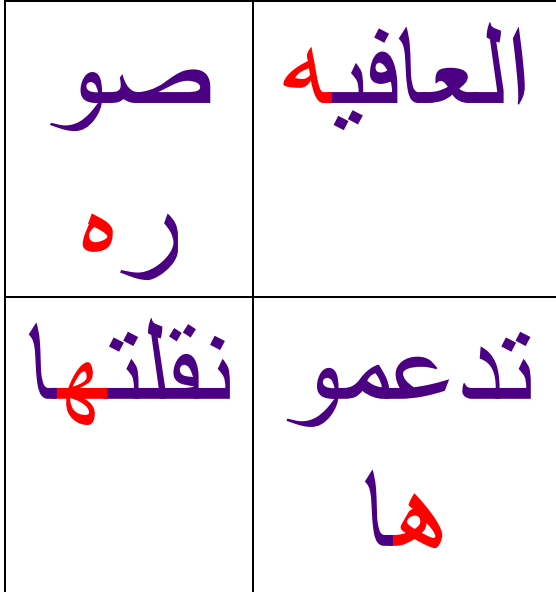 العافيه
صو
ره
تدعمو
ها
نقلتها